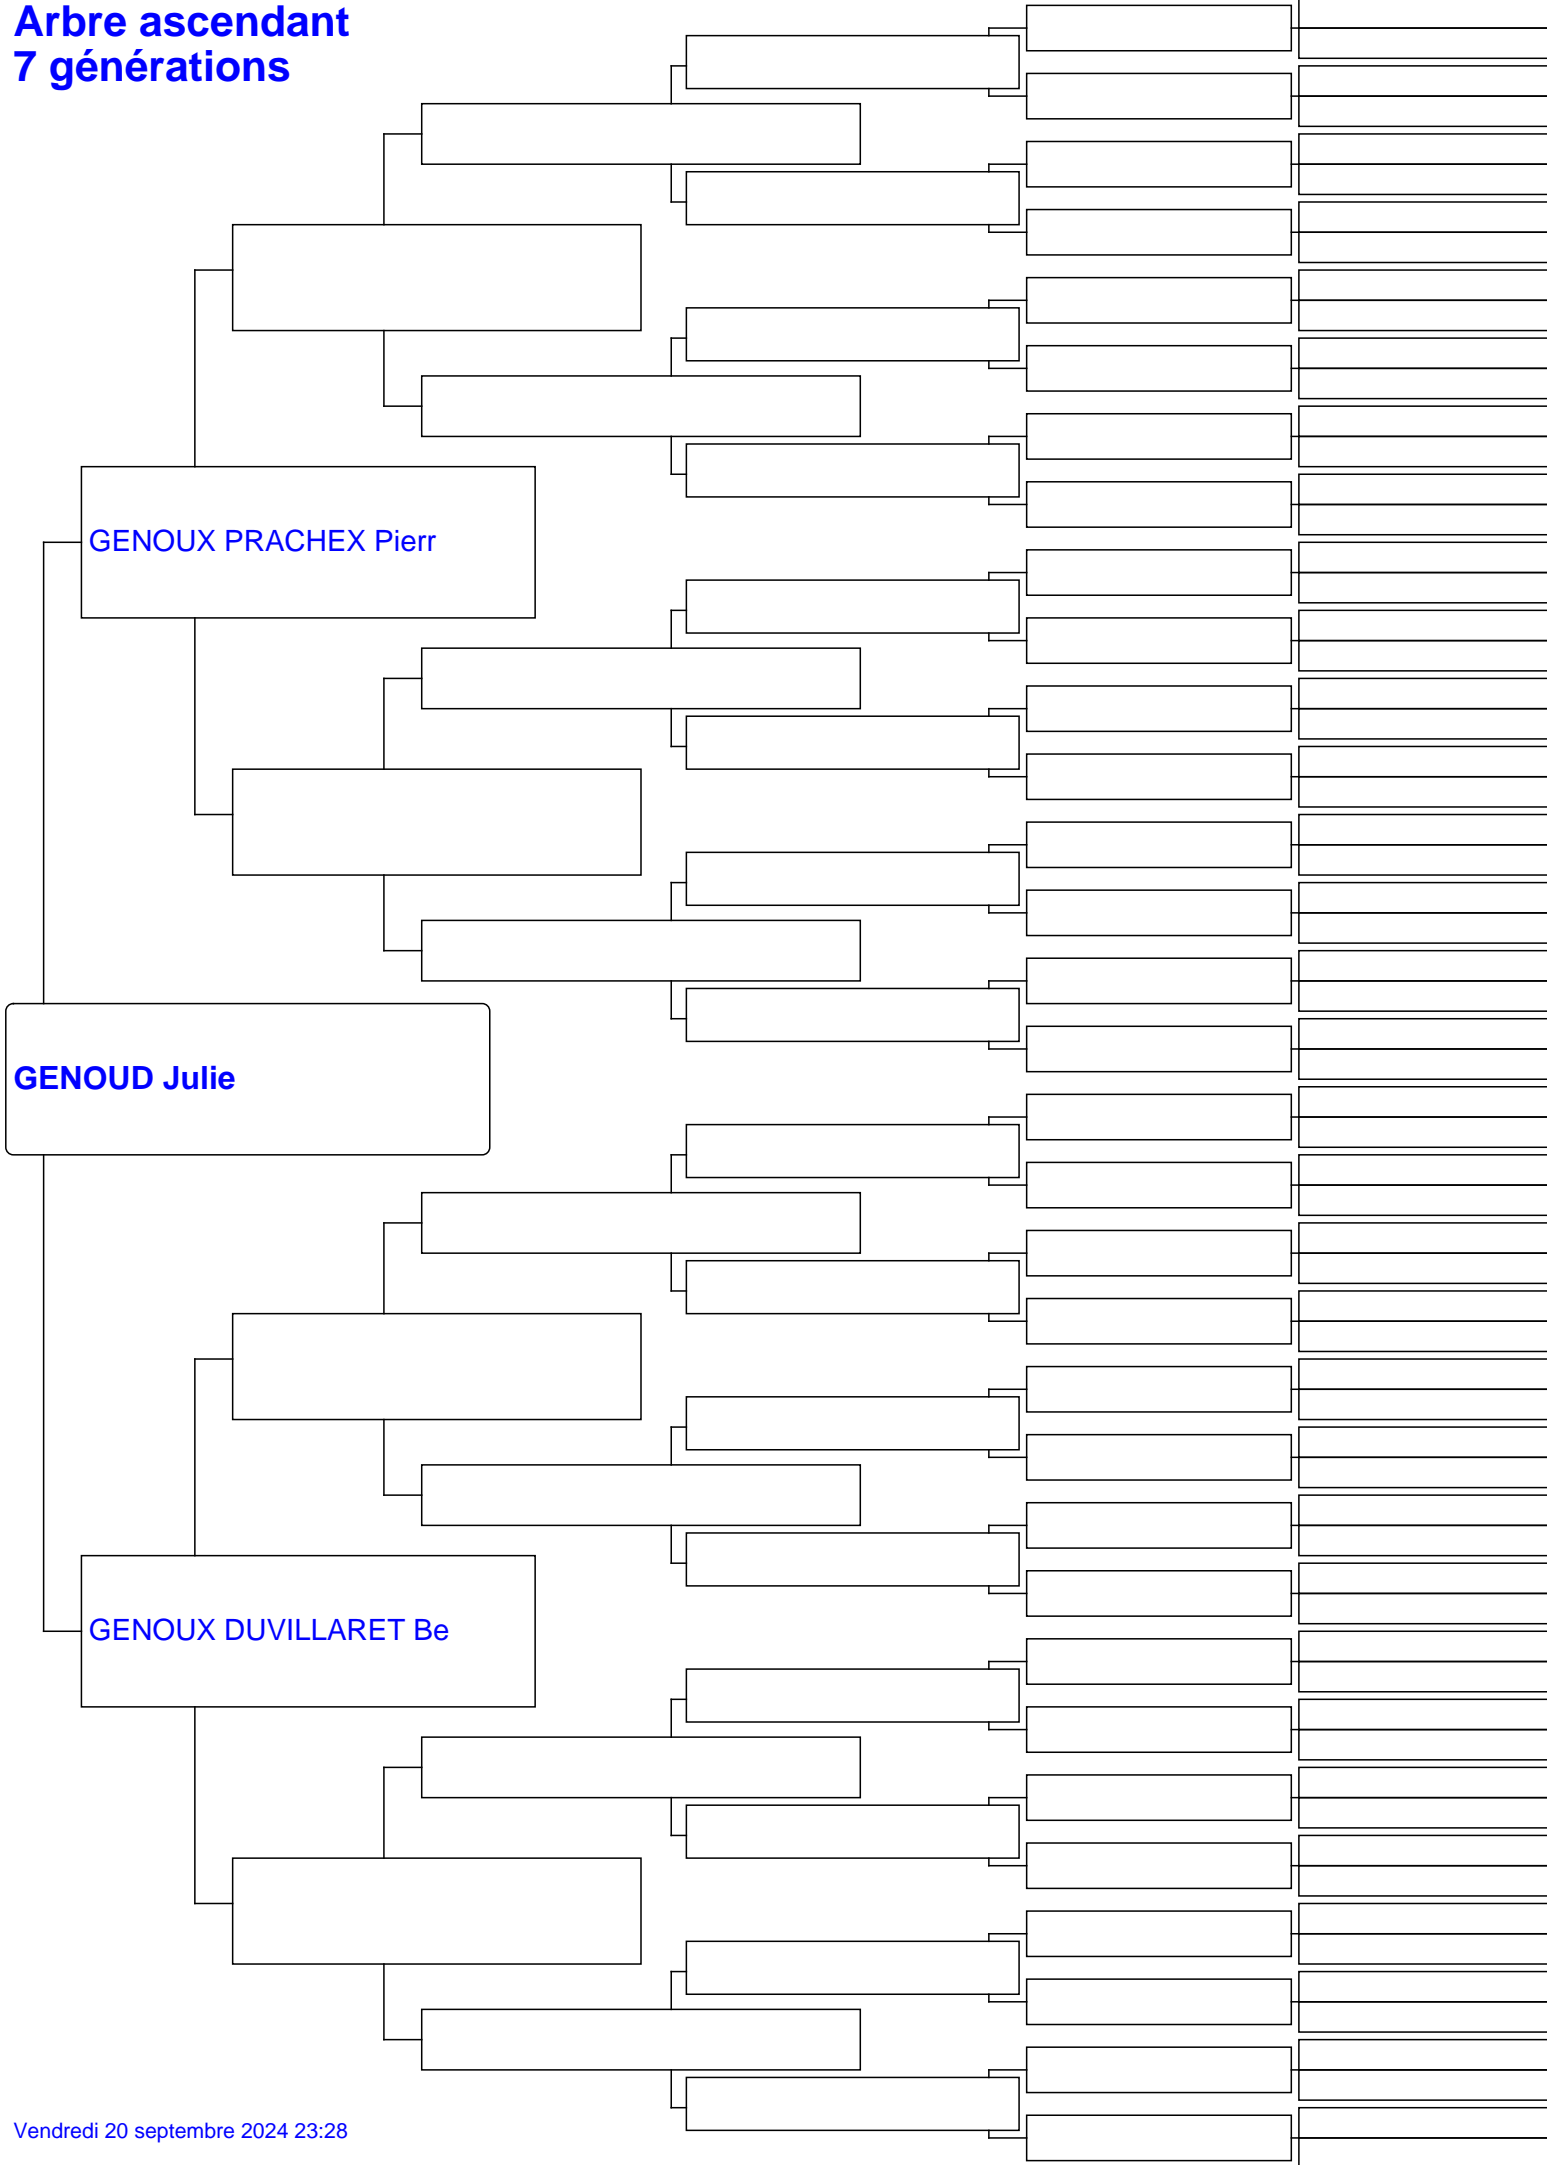 Arbre ascendant
7 générations
GENOUX PRACHEX Pierr
GENOUD Julie
GENOUX DUVILLARET Be
Vendredi 20 septembre 2024 23:28